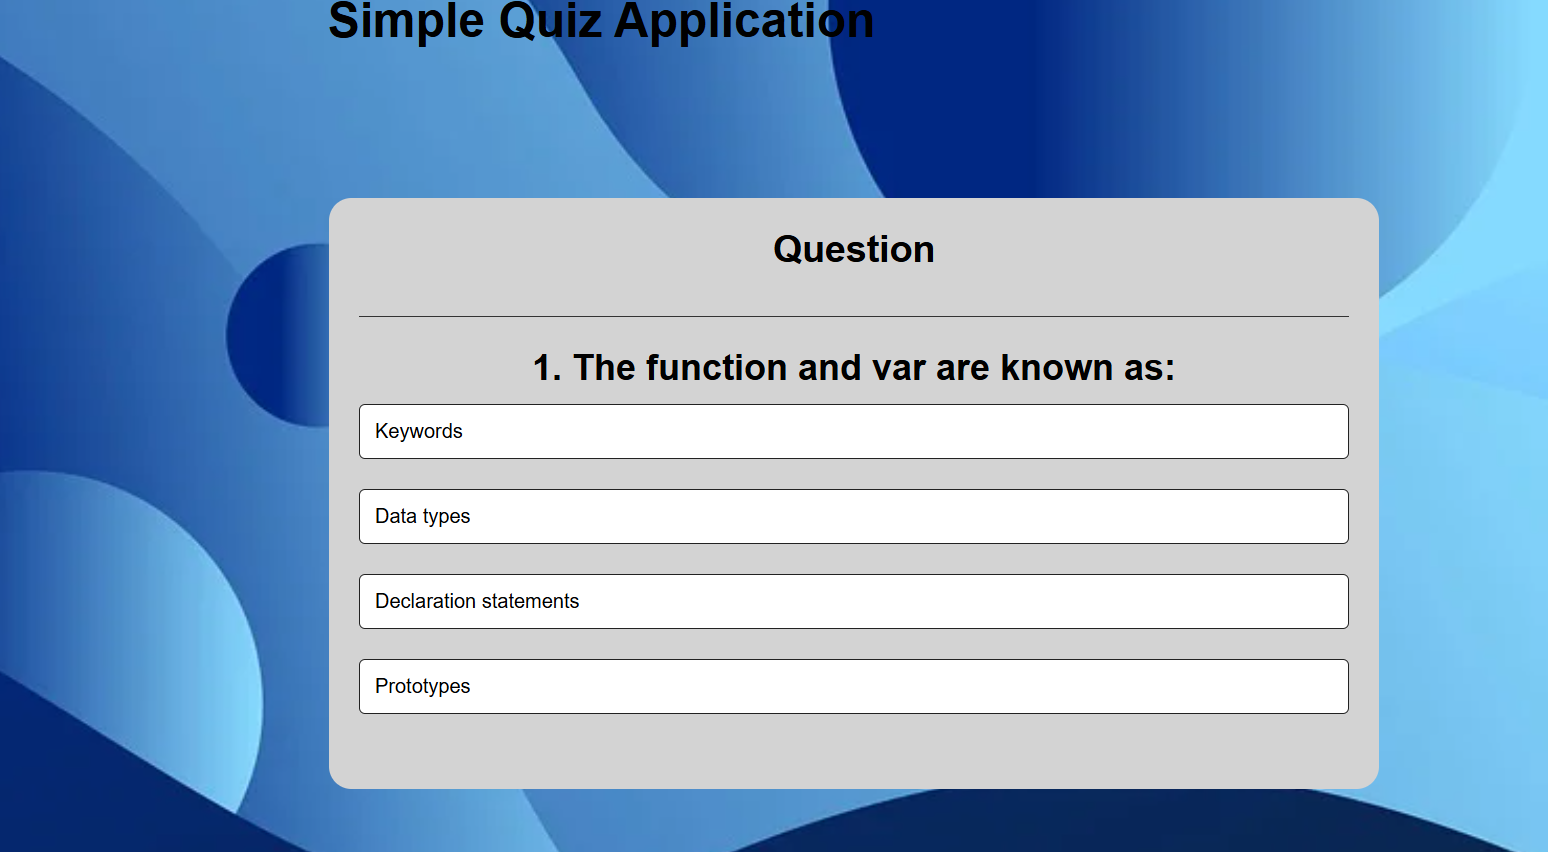 Simple Quiz Application
Question
1. The function and var are known as:
Keywords
Data types
Declaration statements
Prototypes